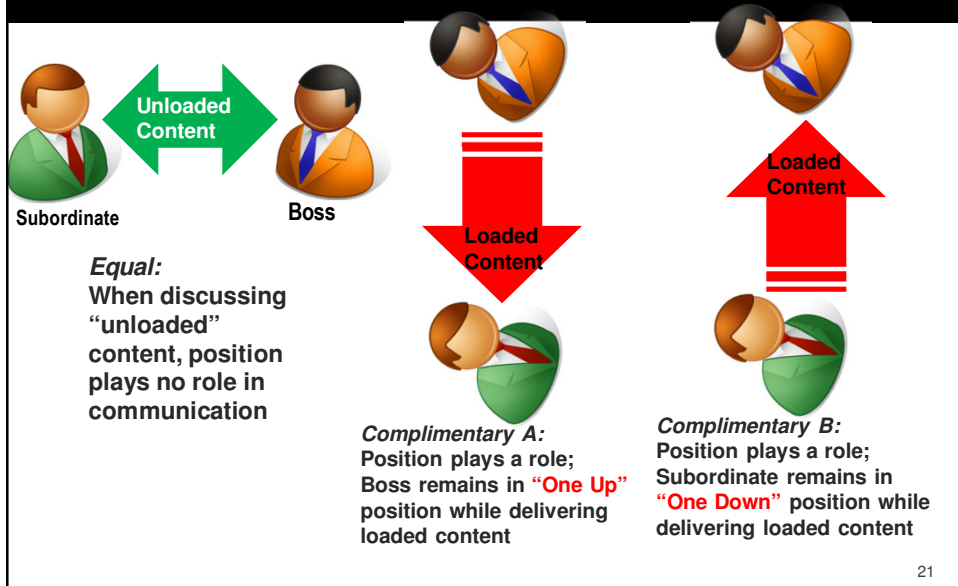 Unloaded
Content
Subordinate
Boss
Equal:
When discussing
“unloaded”
content, position
plays no role in
communication
Loaded
Content
Complimentary A:
Position plays a role;
Boss remains in “One Up”
position while delivering
loaded content
Loaded
Content
Complimentary B:
Position plays a role;
Subordinate remains in
“One Down” position while
delivering loaded content
21